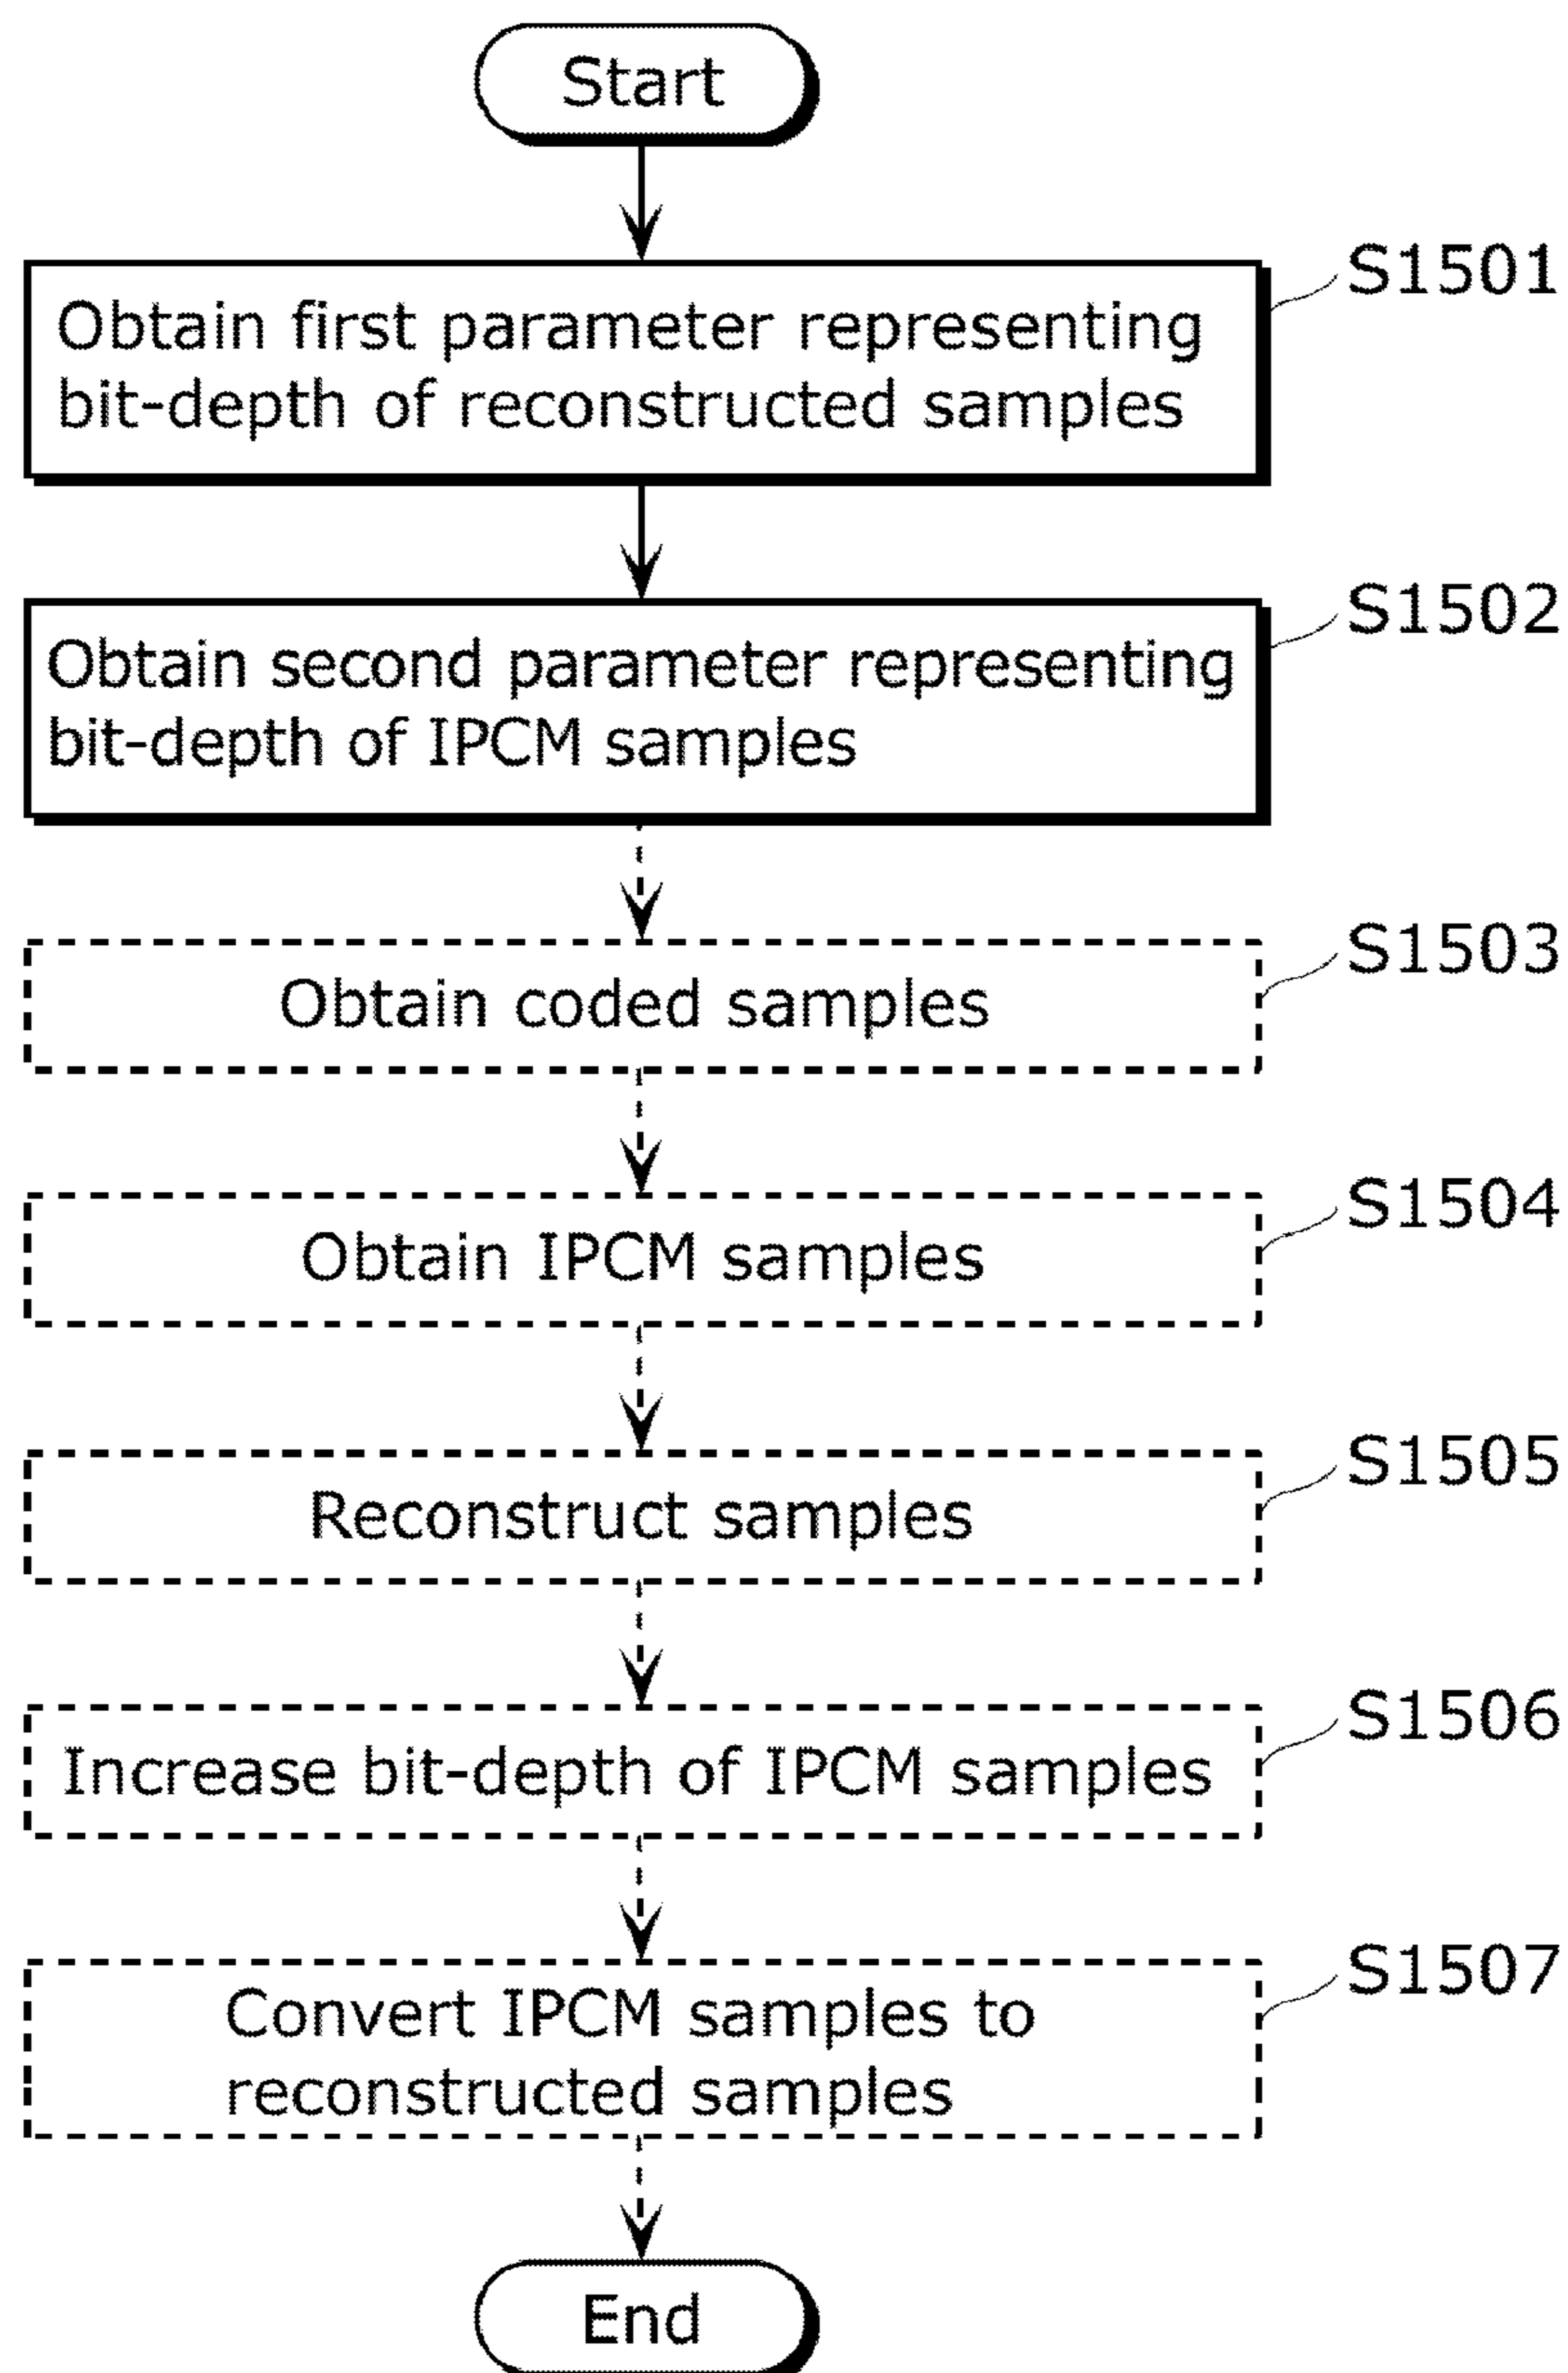 Start
Obtain first parameter representing
bit-depth of reconstructed samples
S1501
Obtain second parameter representing
bit-depth of IPCM samples
S1502
Obtain coded samples
S1503
Obtain IPCM samples
S1504
Reconstruct samples
S1505
Increase bit-depth of IPCM samples
S1506
Convert IPCM samples to
reconstructed samples
S1507
End